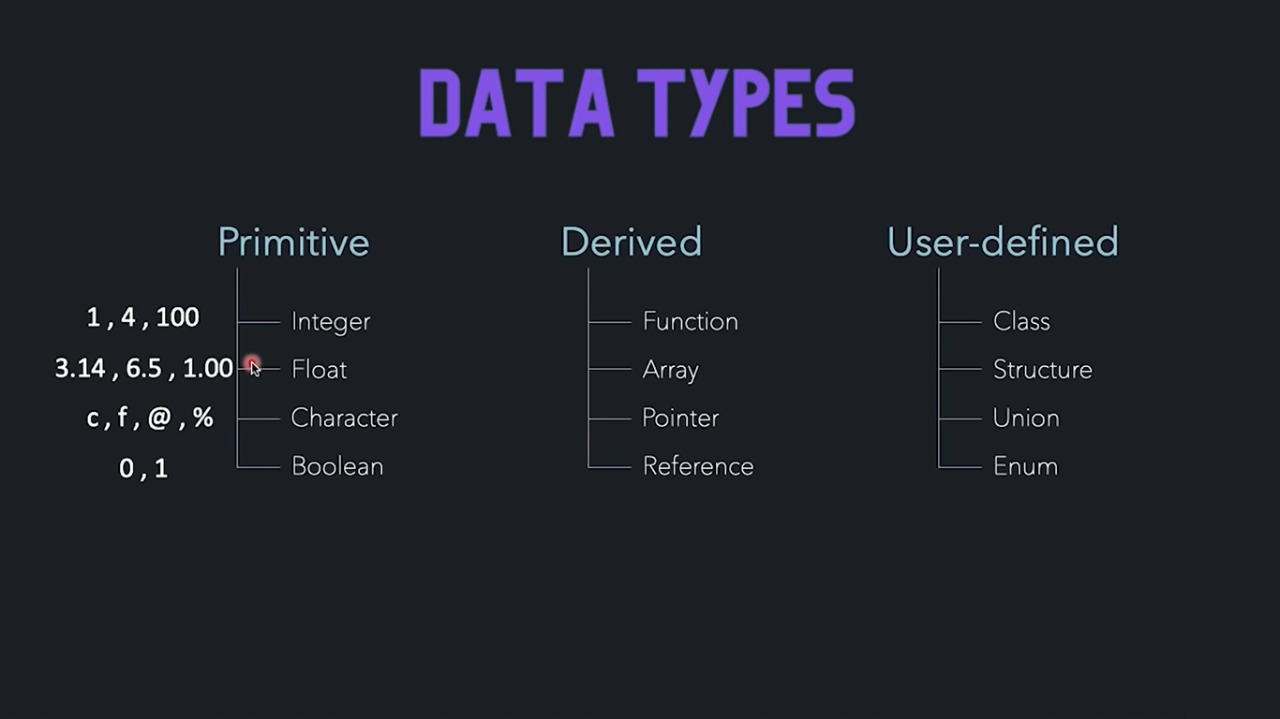 DATA TYPES
Primitive
1 , 4 , 100 Integer
3.14 , 6.5 , 1.00 Float
c , f , @ , % Character
0 , 1 Boolean
Derived
Function
Array
Pointer
Reference
User-defined
Class
Structure
Union
Enum